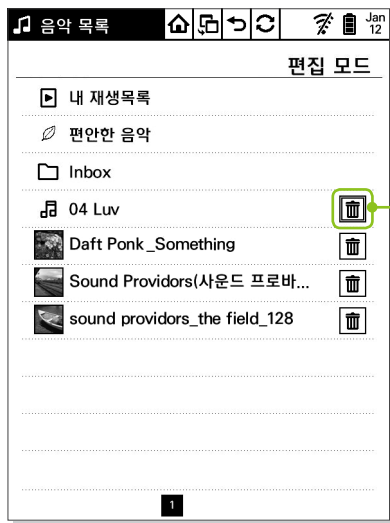 음악 목록
Jan
12
편집 모드
내 재생목록
편안한 음악
Inbox
04 Luv
Daft Ponk_Something
Sound Providors(사운드 프로바...
sound providors_the field_128
1